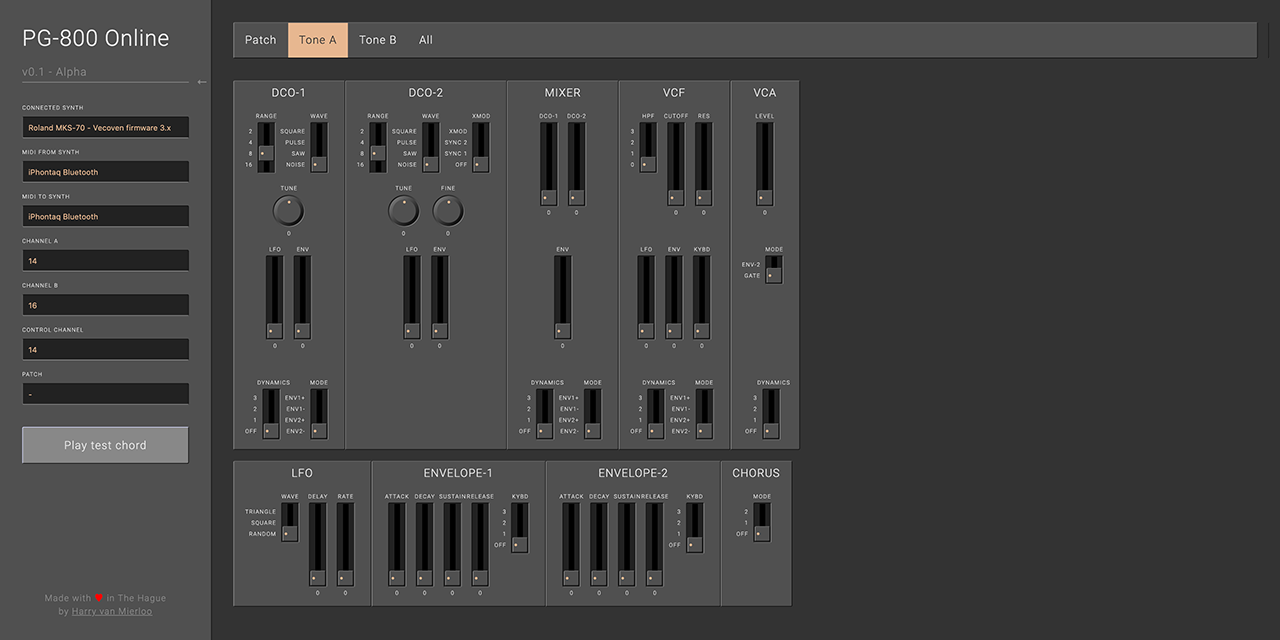 PG-800 Online
v0.1 - Alpha
←
CONNECTED SYNTH
Roland MKS-70 - Vecoven firmware 3.x
MIDI FROM SYNTH
iPhontaq Bluetooth
MIDI TO SYNTH
iPhontaq Bluetooth
CHANNEL A
14
CHANNEL B
16
CONTROL CHANNEL
14
PATCH
-
Play test chord
Made with ❤ in The Hague
by Harry van Mierloo
Patch Tone A Tone B All
DCO-1
RANGE WAVE
2 SQUARE
4 PULSE
8 SAW
16 NOISE
TUNE
0
LFO ENV
0 0
DYNAMICS MODE
3 ENV1+
2 ENV1-
1 ENV2+
OFF ENV2-
DCO-2
RANGE WAVE XMOD
2 SQUARE XMOD
4 PULSE SYNC 2
8 SAW SYNC 1
16 NOISE OFF
TUNE FINE
0 0
LFO ENV
0 0
MIXER
DCO-1 DCO-2
0 0
ENV
0
DYNAMICS MODE
3 ENV1+
2 ENV1-
1 ENV2+
OFF ENV2-
VCF
HPF CUTOFF RES
3
2
1
0
0 0
LFO ENV KYBD
0 0 0
DYNAMICS MODE
3 ENV1+
2 ENV1-
1 ENV2+
OFF ENV2-
VCA
LEVEL
0
MODE
ENV-2
GATE
DYNAMICS
3
2
1
OFF
LFO
WAVE DELAY RATE
TRIANGLE
SQUARE
RANDOM
0 0
ENVELOPE-1
ATTACK DECAY SUSTAIN RELEASE KYBD
3
2
1
OFF
0 0 0 0
ENVELOPE-2
ATTACK DECAY SUSTAIN RELEASE KYBD
3
2
1
OFF
0 0 0 0
CHORUS
MODE
2
1
OFF